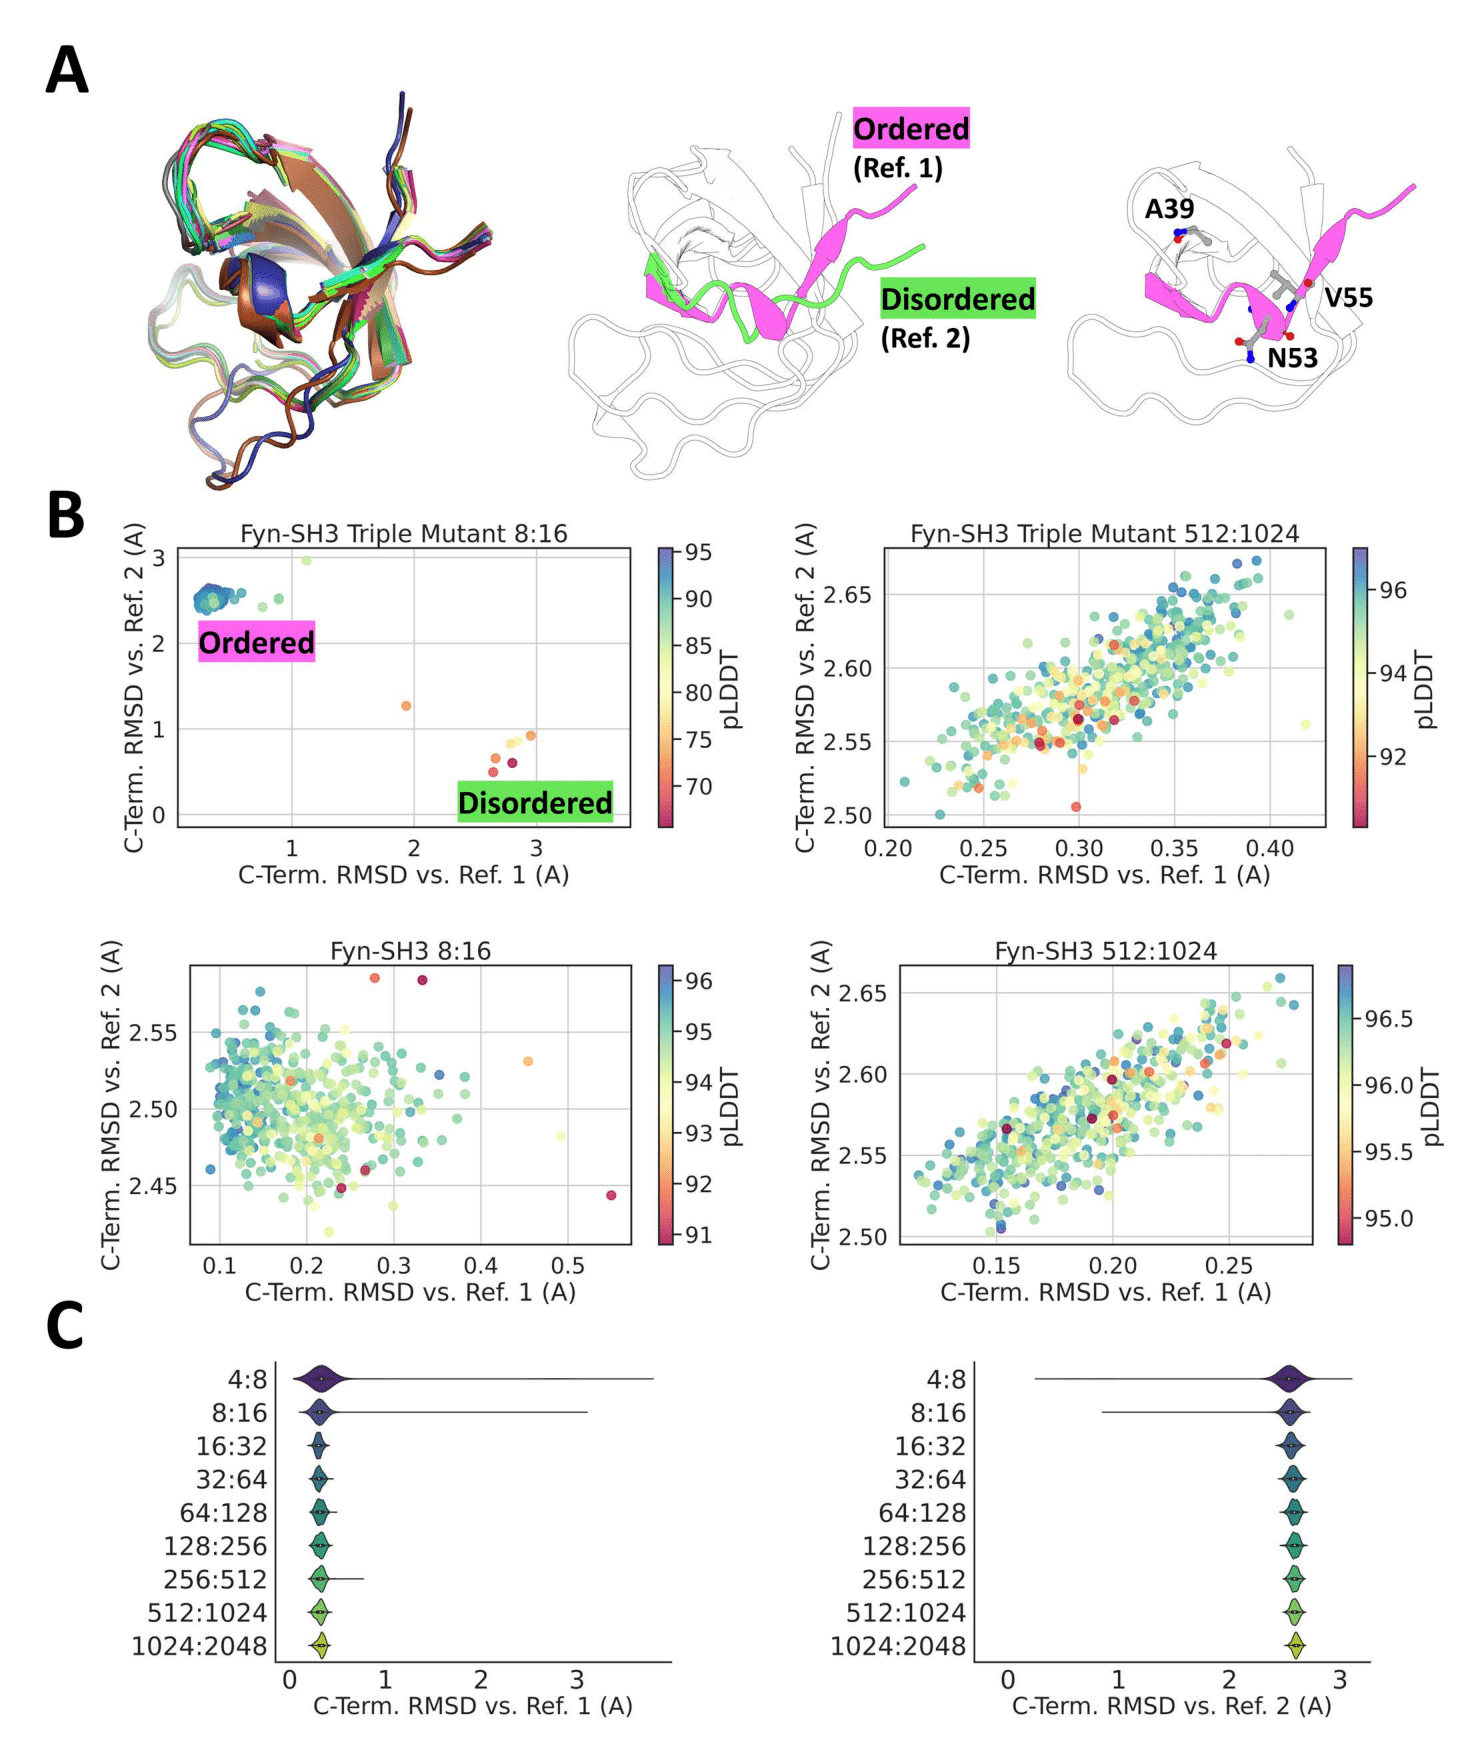 A
Ordered
(Ref. 1)
Disordered
(Ref. 2)
A39
V55
N53
B
Fyn-SH3 Triple Mutant 8:16
C-Term. RMSD vs. Ref. 2 (A)
3
2
1
0
Ordered
Disordered
1 2 3
C-Term. RMSD vs. Ref. 1 (A)
95
90
85
80
75
70
pLDDT
Fyn-SH3 Triple Mutant 512:1024
C-Term. RMSD vs. Ref. 2 (A)
2.65
2.60
2.55
2.50
0.20 0.25 0.30 0.35 0.40
C-Term. RMSD vs. Ref. 1 (A)
96
94
92
pLDDT
Fyn-SH3 8:16
C-Term. RMSD vs. Ref. 2 (A)
2.55
2.50
2.45
0.1 0.2 0.3 0.4 0.5
C-Term. RMSD vs. Ref. 1 (A)
96
95
94
93
92
91
pLDDT
Fyn-SH3 512:1024
C-Term. RMSD vs. Ref. 2 (A)
2.65
2.60
2.55
2.50
0.15 0.20 0.25
C-Term. RMSD vs. Ref. 1 (A)
96.5
96.0
95.5
95.0
pLDDT
C
4:8
8:16
16:32
32:64
64:128
128:256
256:512
512:1024
1024:2048
0 1 2 3
C-Term. RMSD vs. Ref. 1 (A)
4:8
8:16
16:32
32:64
64:128
128:256
256:512
512:1024
1024:2048
0 1 2 3
C-Term. RMSD vs. Ref. 2 (A)